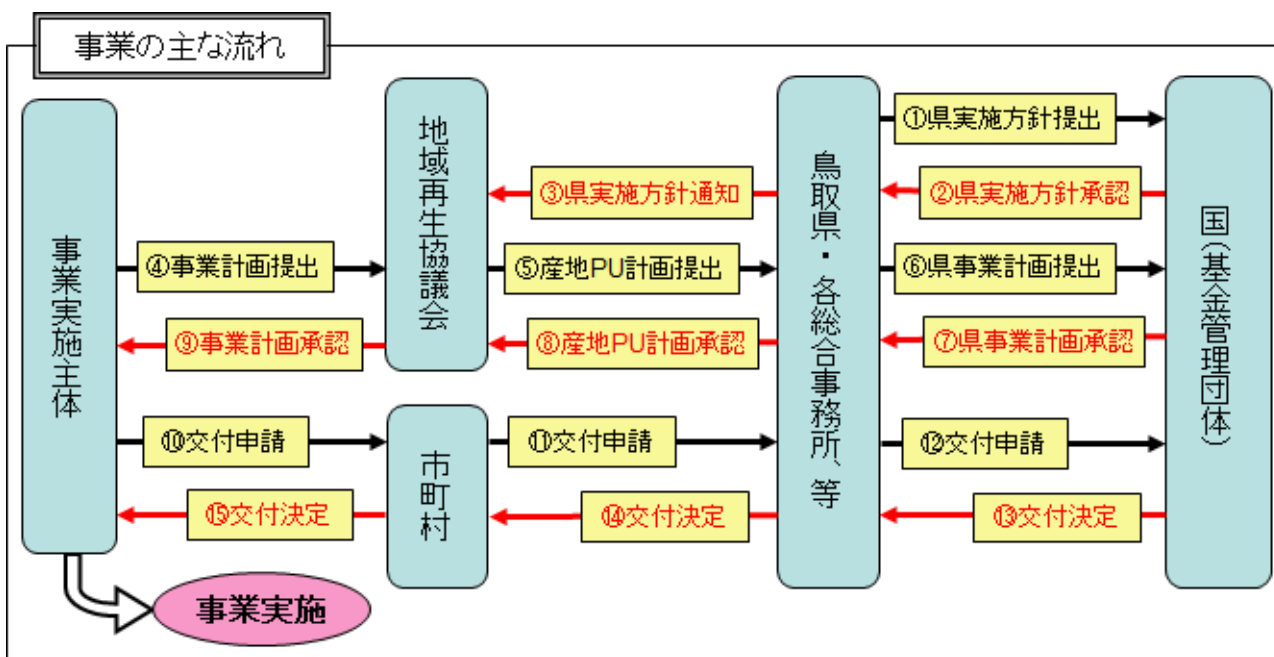 事業の主な流れ
事業実施主体
地域再生協議会
市町村
鳥取県・各総合事務所、等
国(基金管理団体)
①県実施方針提出
②県実施方針承認
③県実施方針通知
④事業計画提出
⑤産地PU計画提出
⑥県事業計画提出
⑦県事業計画承認
⑧産地PU計画承認
⑨事業計画承認
⑩交付申請
⑪交付申請
⑫交付申請
⑬交付決定
⑭交付決定
⑮交付決定
事業実施